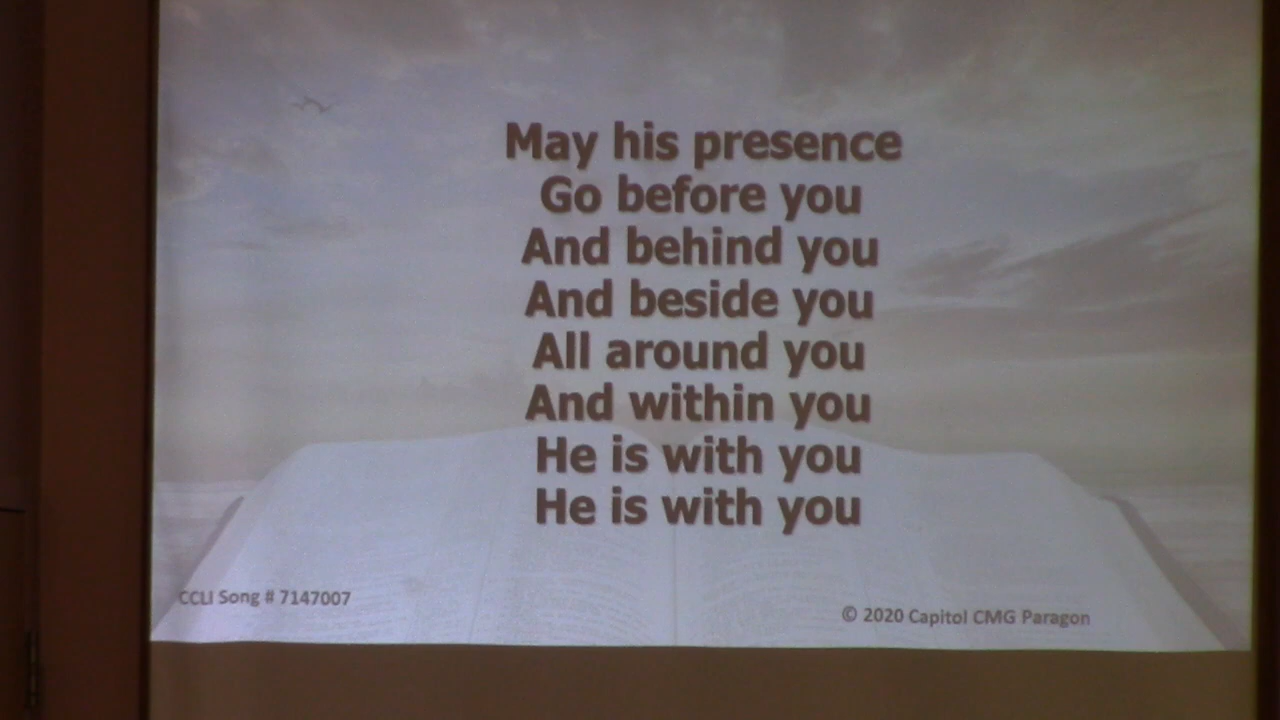 May his presence
Go before you
And behind you
And beside you
All around you
And within you
He is with you
He is with you
CCLI Song # 7147007
© 2020 Capitol CMG Paragon